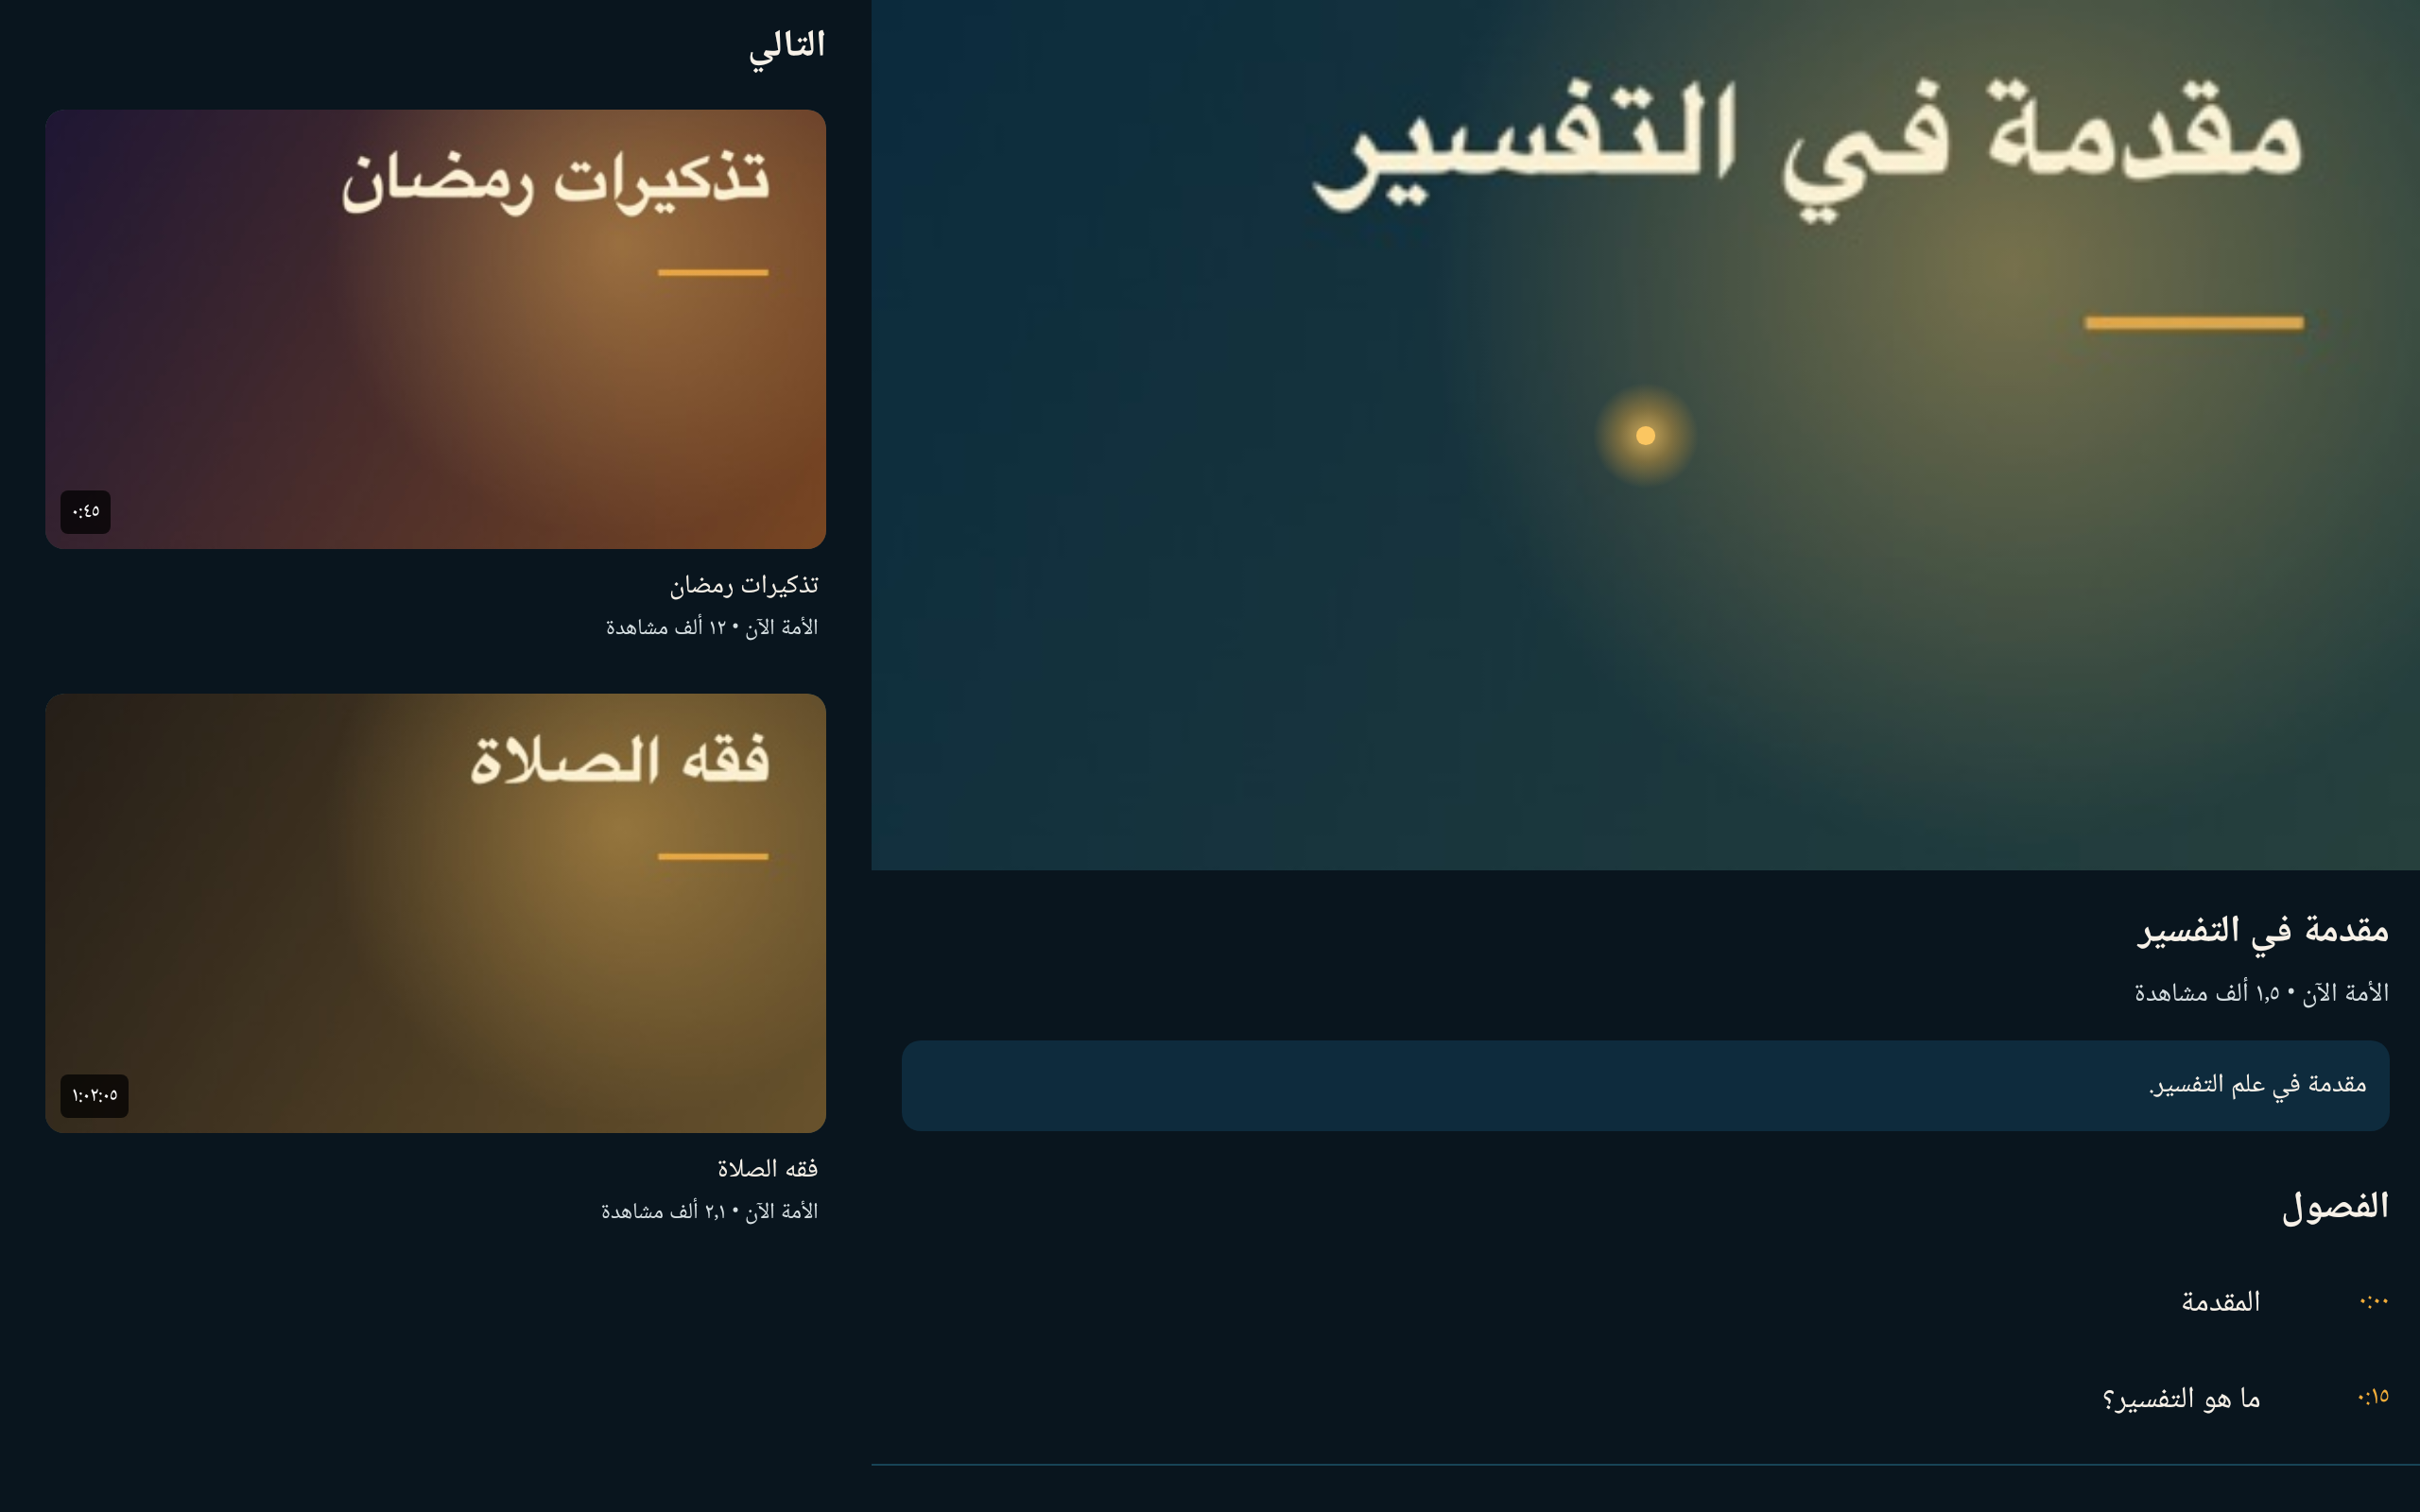 مقدمة في التفسير
مقدمة في التفسير
الأمة الآن • ١,٥ ألف مشاهدة
مقدمة في علم التفسير.
الفصول
٠:٠٠ المقدمة
٠:١٥ ما هو التفسير؟
التالي
تذكيرات رمضان
٠:٤٥
تذكيرات رمضان
الأمة الآن • ١٢ ألف مشاهدة
فقه الصلاة
١:٠٢:٠٥
فقه الصلاة
الأمة الآن • ٢,١ ألف مشاهدة